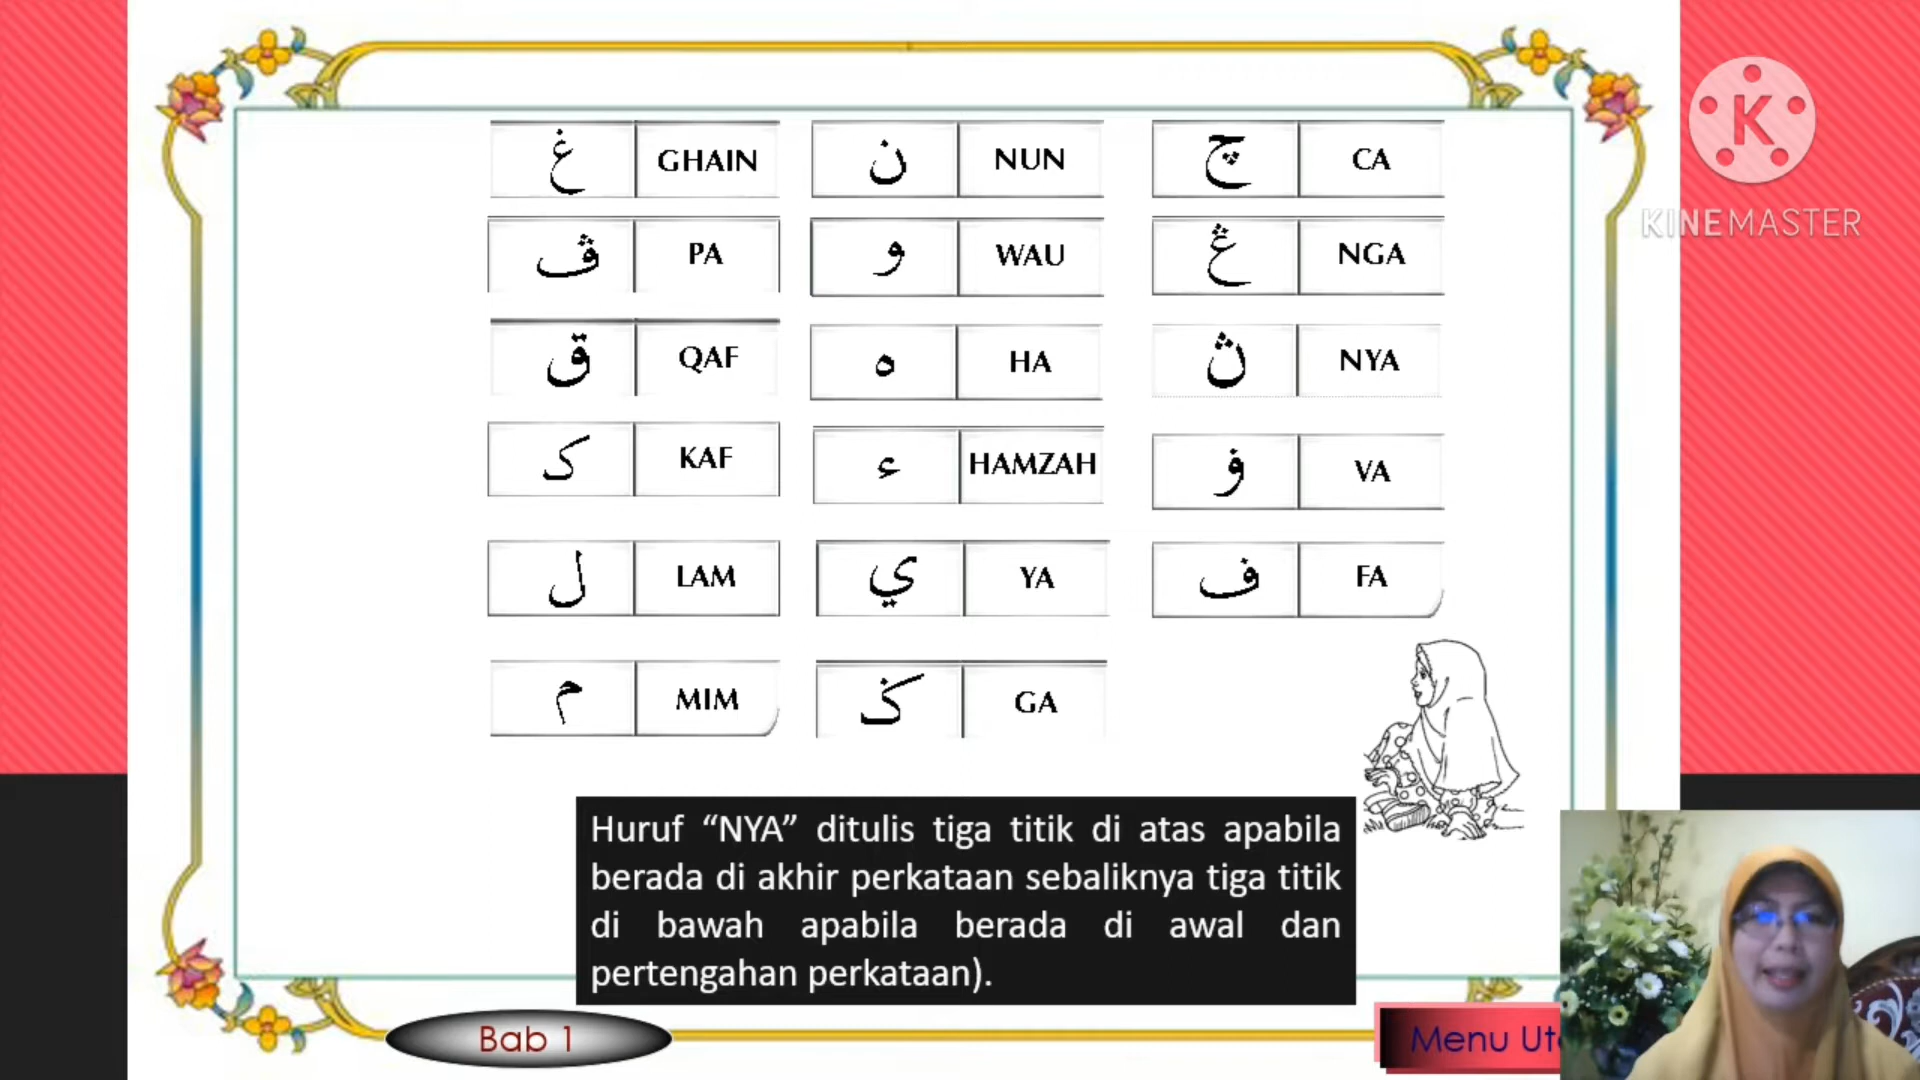 غ GHAIN ن NUN چ CA
ڤ PA و WAU ڠ NGA
ق QAF ه HA ڽ NYA
ک KAF ء HAMZAH ۏ VA
ل LAM ي YA ف FA
م MIM ݢ GA
K
KINEMASTER
Huruf “NYA” ditulis tiga titik di atas apabila
berada di akhir perkataan sebaliknya tiga titik
di bawah apabila berada di awal dan
pertengahan perkataan).
Bab 1
Menu